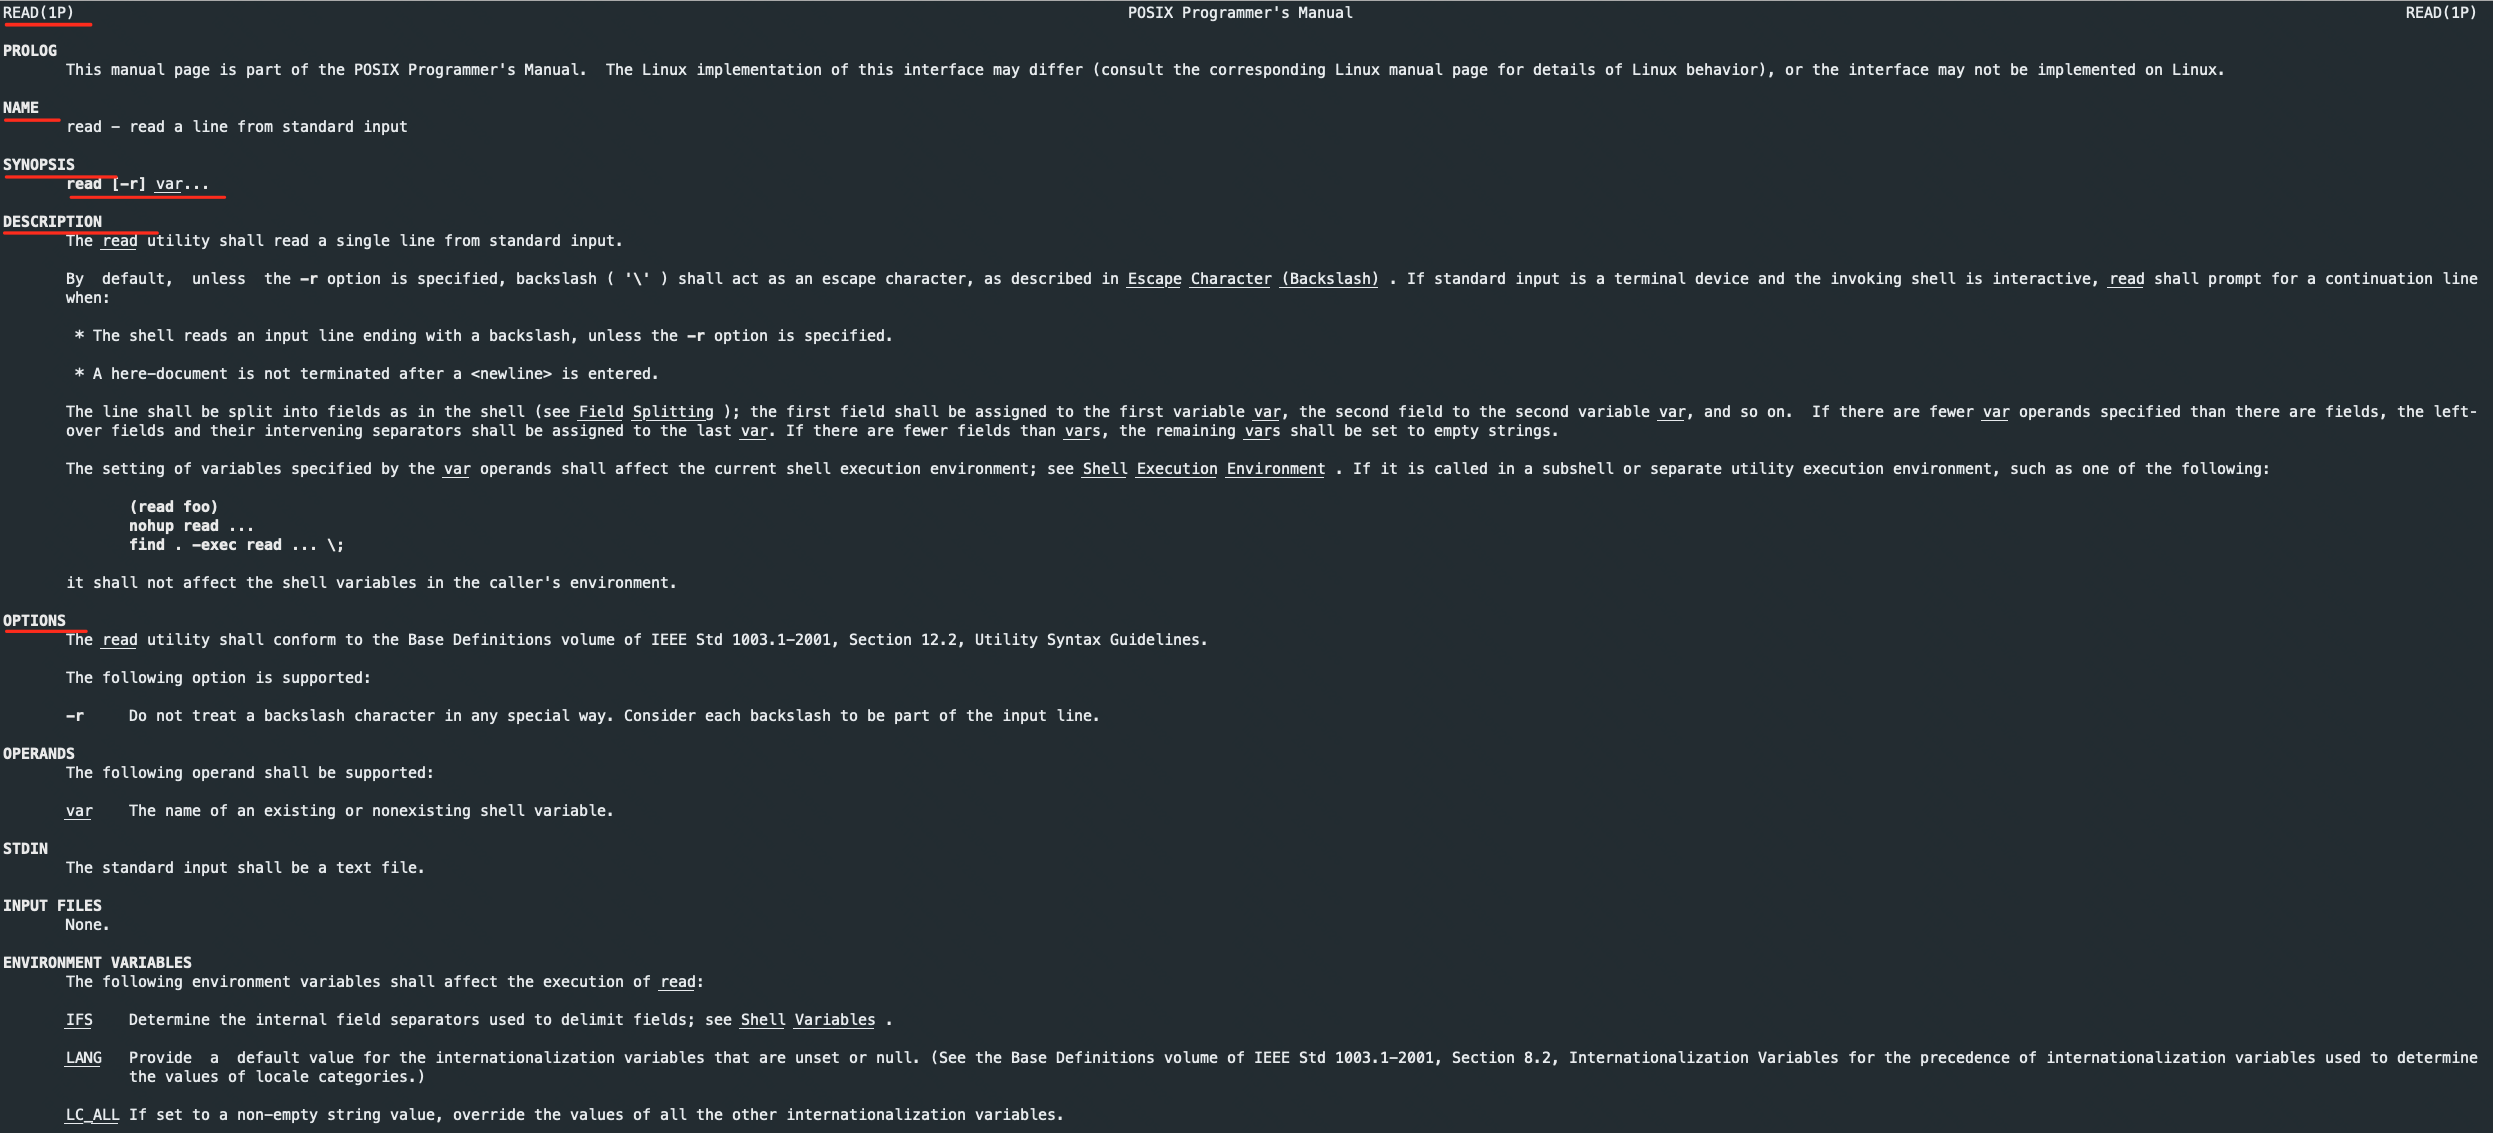 READ(1P) POSIX Programmer's Manual READ(1P)
PROLOG
This manual page is part of the POSIX Programmer's Manual.  The Linux implementation of this interface may differ (consult the corresponding Linux manual page for details of Linux behavior), or the interface may not be implemented on Linux.
NAME
read – read a line from standard input
SYNOPSIS
read [–r] var...
DESCRIPTION
The read utility shall read a single line from standard input.
By  default,  unless  the –r option is specified, backslash ( '\' ) shall act as an escape character, as described in Escape Character (Backslash) . If standard input is a terminal device and the invoking shell is interactive, read shall prompt for a continuation line
when:
* The shell reads an input line ending with a backslash, unless the –r option is specified.
* A here–document is not terminated after a <newline> is entered.
The line shall be split into fields as in the shell (see Field Splitting ); the first field shall be assigned to the first variable var, the second field to the second variable var, and so on.  If there are fewer var operands specified than there are fields, the left-
over fields and their intervening separators shall be assigned to the last var. If there are fewer fields than vars, the remaining vars shall be set to empty strings.
The setting of variables specified by the var operands shall affect the current shell execution environment; see Shell Execution Environment . If it is called in a subshell or separate utility execution environment, such as one of the following:
(read foo)
nohup read ...
find . –exec read ... \;
it shall not affect the shell variables in the caller's environment.
OPTIONS
The read utility shall conform to the Base Definitions volume of IEEE Std 1003.1–2001, Section 12.2, Utility Syntax Guidelines.
The following option is supported:
–r Do not treat a backslash character in any special way. Consider each backslash to be part of the input line.
OPERANDS
The following operand shall be supported:
var The name of an existing or nonexisting shell variable.
STDIN
The standard input shall be a text file.
INPUT FILES
None.
ENVIRONMENT VARIABLES
The following environment variables shall affect the execution of read:
IFS Determine the internal field separators used to delimit fields; see Shell Variables .
LANG Provide  a  default value for the internationalization variables that are unset or null. (See the Base Definitions volume of IEEE Std 1003.1–2001, Section 8.2, Internationalization Variables for the precedence of internationalization variables used to determine
the values of locale categories.)
LC_ALL If set to a non–empty string value, override the values of all the other internationalization variables.